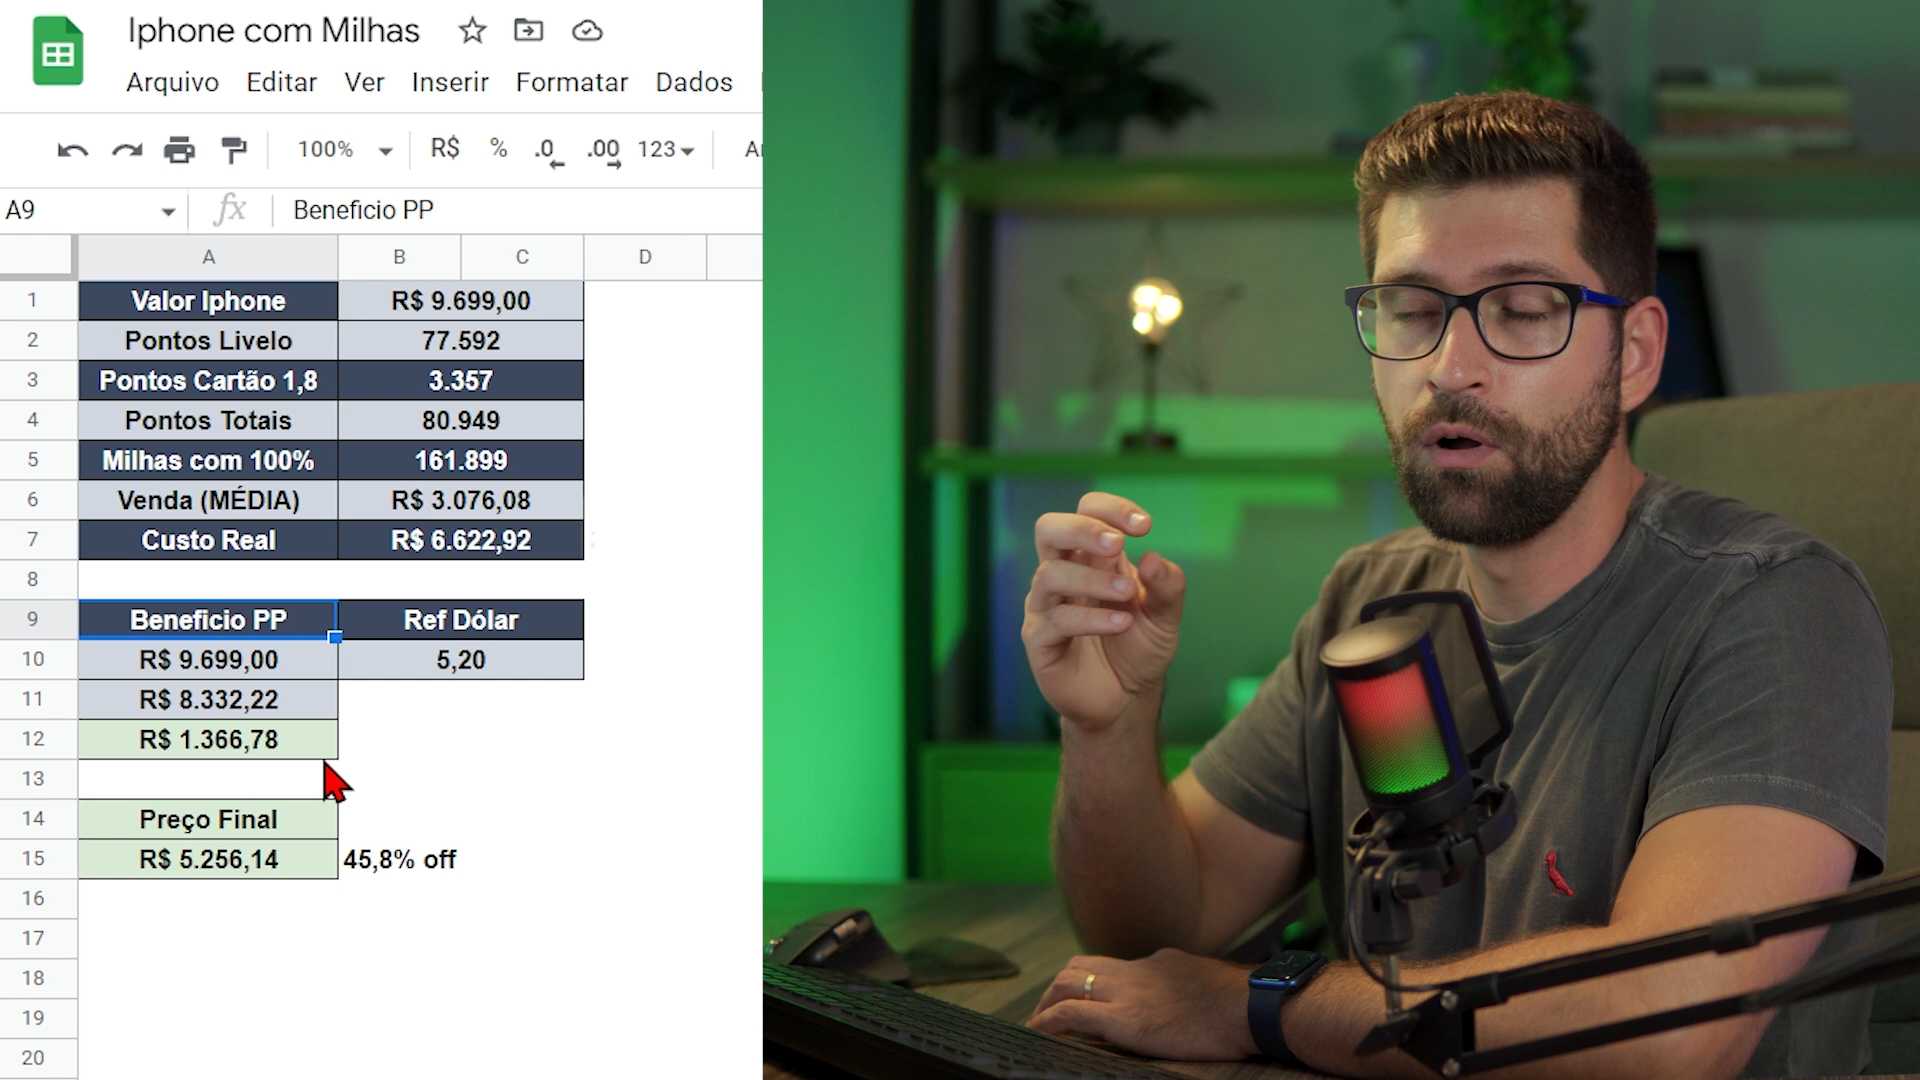 Iphone com Milhas
Arquivo Editar Ver Inserir Formatar Dados
100% R$ % .0 .00 123
A9 fx Beneficio PP
A B C D
1 Valor Iphone R$ 9.699,00
2 Pontos Livelo 77.592
3 Pontos Cartão 1,8 3.357
4 Pontos Totais 80.949
5 Milhas com 100% 161.899
6 Venda (MÉDIA) R$ 3.076,08
7 Custo Real R$ 6.622,92
8
9 Beneficio PP Ref Dólar
10 R$ 9.699,00 5,20
11 R$ 8.332,22
12 R$ 1.366,78
13
14 Preço Final
15 R$ 5.256,14 45,8% off
16
17
18
19
20